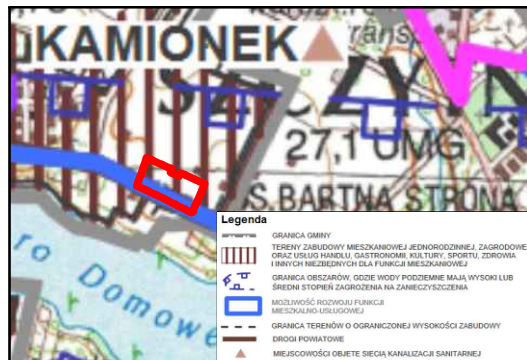 KAMIONEK
trans
SZCZYTN
27,1 UMG
S.BARTNA STRONA
ro Domowe
Legenda
GRANICA GMINY
TERENY ZABUDOWY MIESZKANIOWEJ JEDNORODZINNEJ, ZAGRODOWEJ
ORAZ USŁUG HANDLU, GASTRONOMII, KULTURY, SPORTU, ZDROWIA
I INNYCH NIEZBĘDNYCH DLA FUNKCJI MIESZKANIOWEJ
GRANICA OBSZARÓW, GDZIE WODY PODZIEMNE MAJĄ WYSOKI LUB
ŚREDNI STOPIEŃ ZAGROŻENIA NA ZANIECZYSZCZENIA
MOŻLIWOŚĆ ROZWOJU FUNKCJI
MIESZKALNO-USŁUGOWEJ
GRANICA TERENÓW O OGRANICZONEJ WYSOKOŚCI ZABUDOWY
DROGI POWIATOWE
MIEJSCOWOŚCI OBJĘTE SIECIĄ KANALIZACJI SANITARNEJ